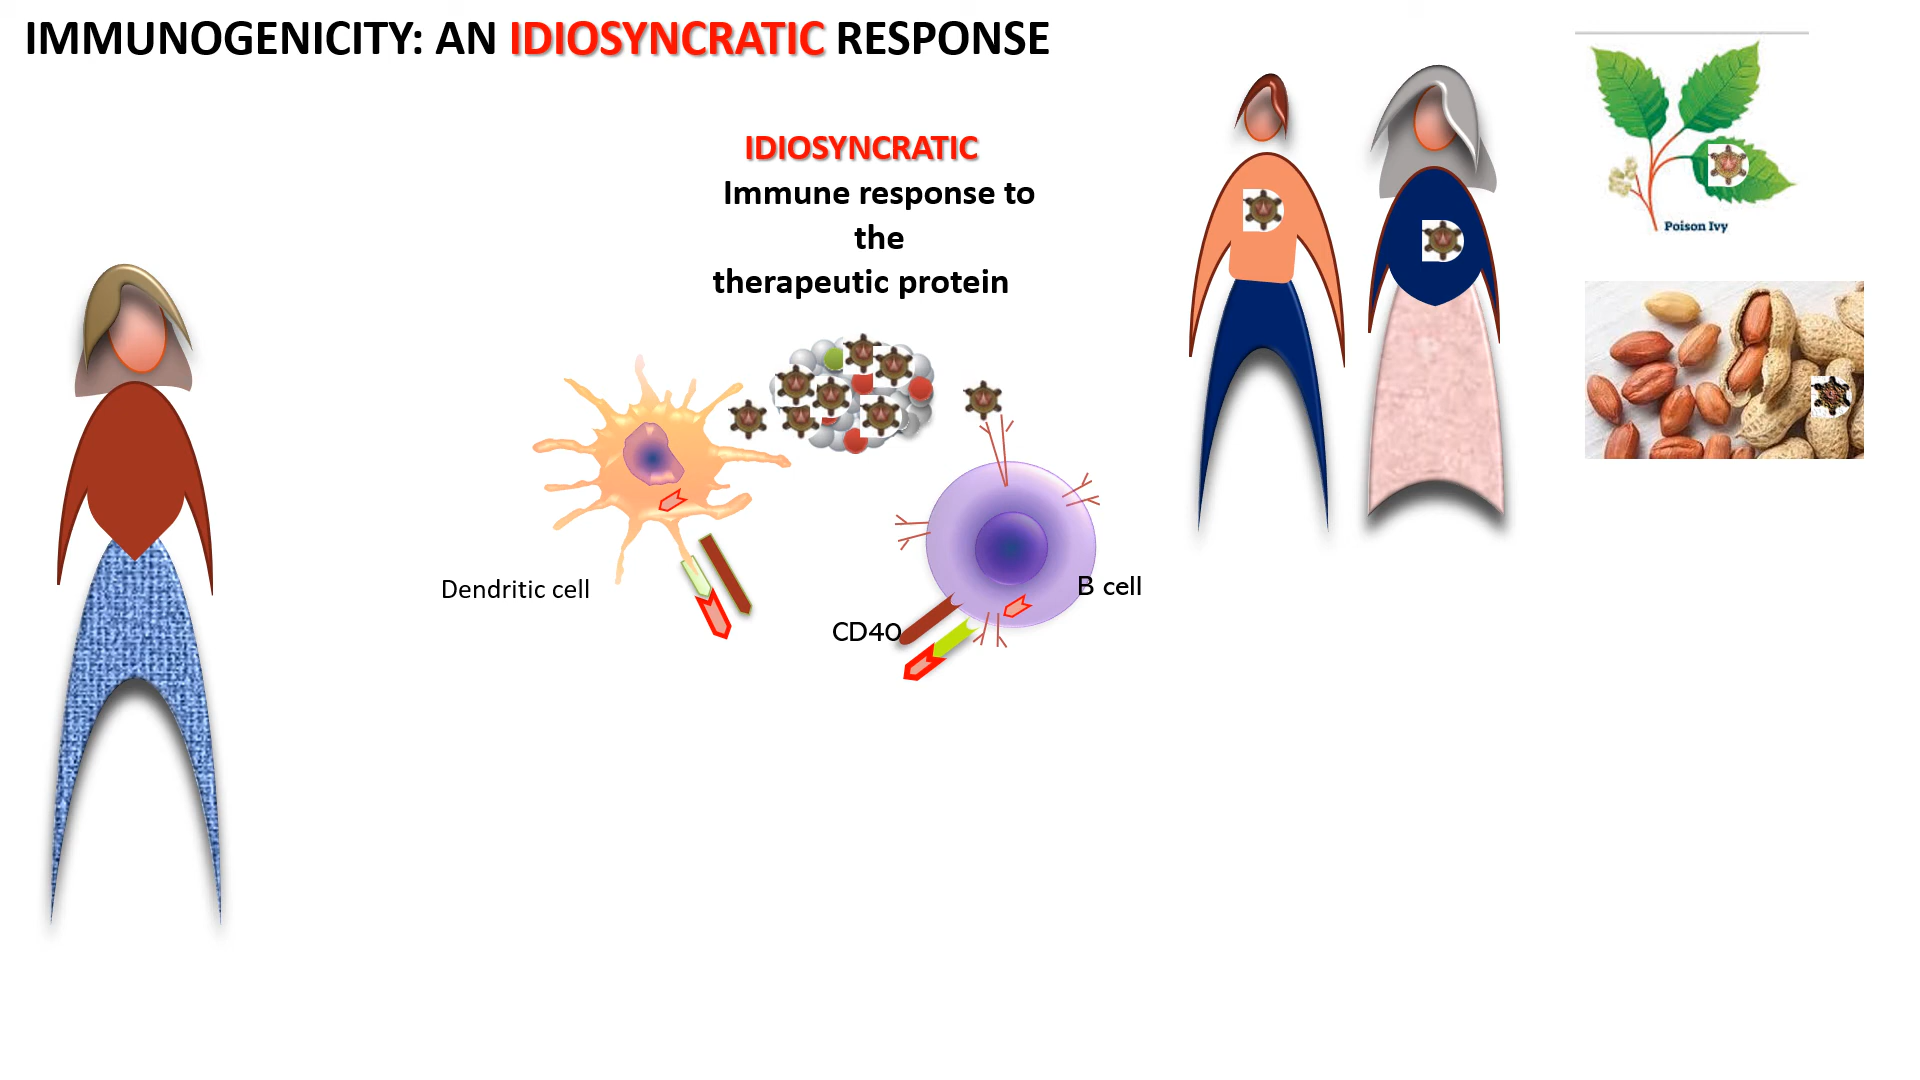 IMMUNOGENICITY: AN IDIOSYNCRATIC RESPONSE
IDIOSYNCRATIC
Immune response to
the
therapeutic protein
Poison Ivy
Dendritic cell
B cell
CD40